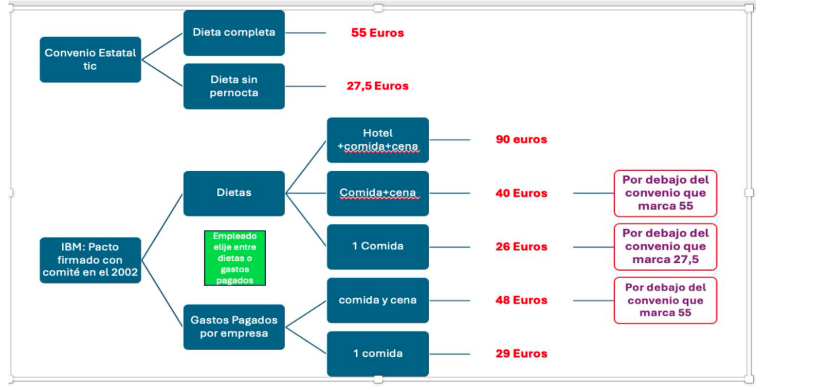 Convenio Estatal
tic
Dieta completa
55 Euros
Dieta sin
pernocta
27,5 Euros
IBM: Pacto
firmado con
comité en el 2002
Dietas
Hotel
+comida+cena
90 euros
Comida+cena
40 Euros
Por debajo del
convenio que
marca 55
1 Comida
26 Euros
Por debajo del
convenio que
marca 27,5
Empleado
elije entre
dietas o
gastos
pagados
Gastos Pagados
por empresa
comida y cena
48 Euros
Por debajo del
convenio que
marca 55
1 comida
29 Euros